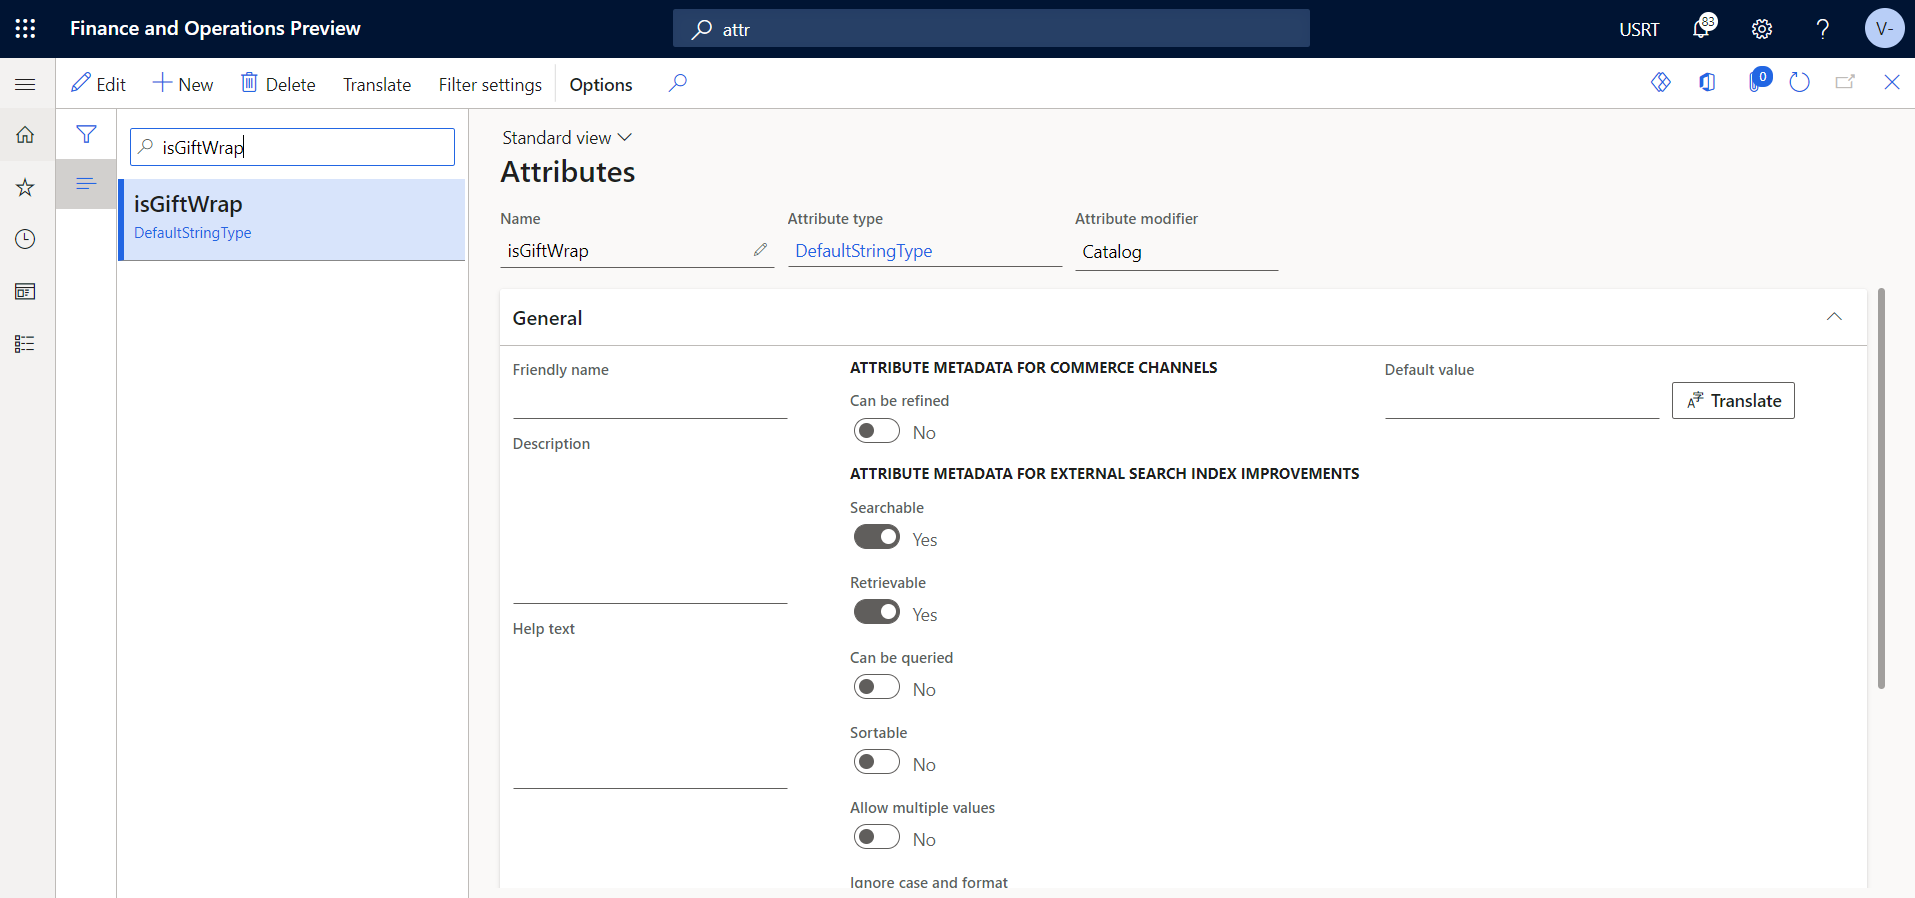 Finance and Operations Preview
attr
USRT
83
?
V-
Edit
New
Delete
Translate
Filter settings
Options
0
isGiftWrap
isGiftWrap
DefaultStringType
Standard view
Attributes
Name
Attribute type
Attribute modifier
isGiftWrap
DefaultStringType
Catalog
General
Friendly name
Description
Help text
ATTRIBUTE METADATA FOR COMMERCE CHANNELS
Can be refined
No
ATTRIBUTE METADATA FOR EXTERNAL SEARCH INDEX IMPROVEMENTS
Searchable
Yes
Retrievable
Yes
Can be queried
No
Sortable
No
Allow multiple values
No
Ignore case and format
Default value
Translate